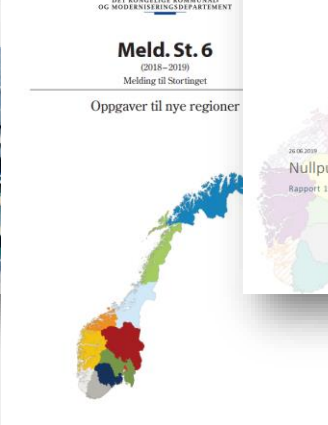 DET KONGELIGE KOMMUNAL-
OG MODERNISERINGSDEPARTEMENT
Meld. St. 6
(2018–2019)
Melding til Stortinget
Oppgaver til nye regioner
26.06.2019
Nullpu
Rapport 1